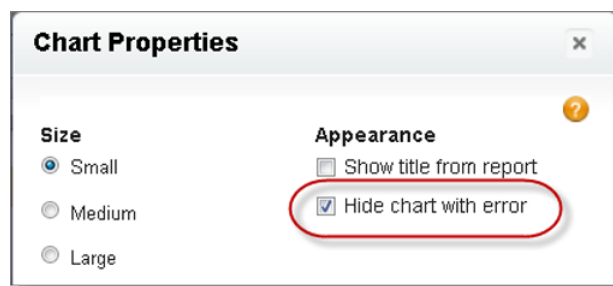 Chart Properties
Size
Small
Medium
Large
?
Appearance
Show title from report
Hide chart with error